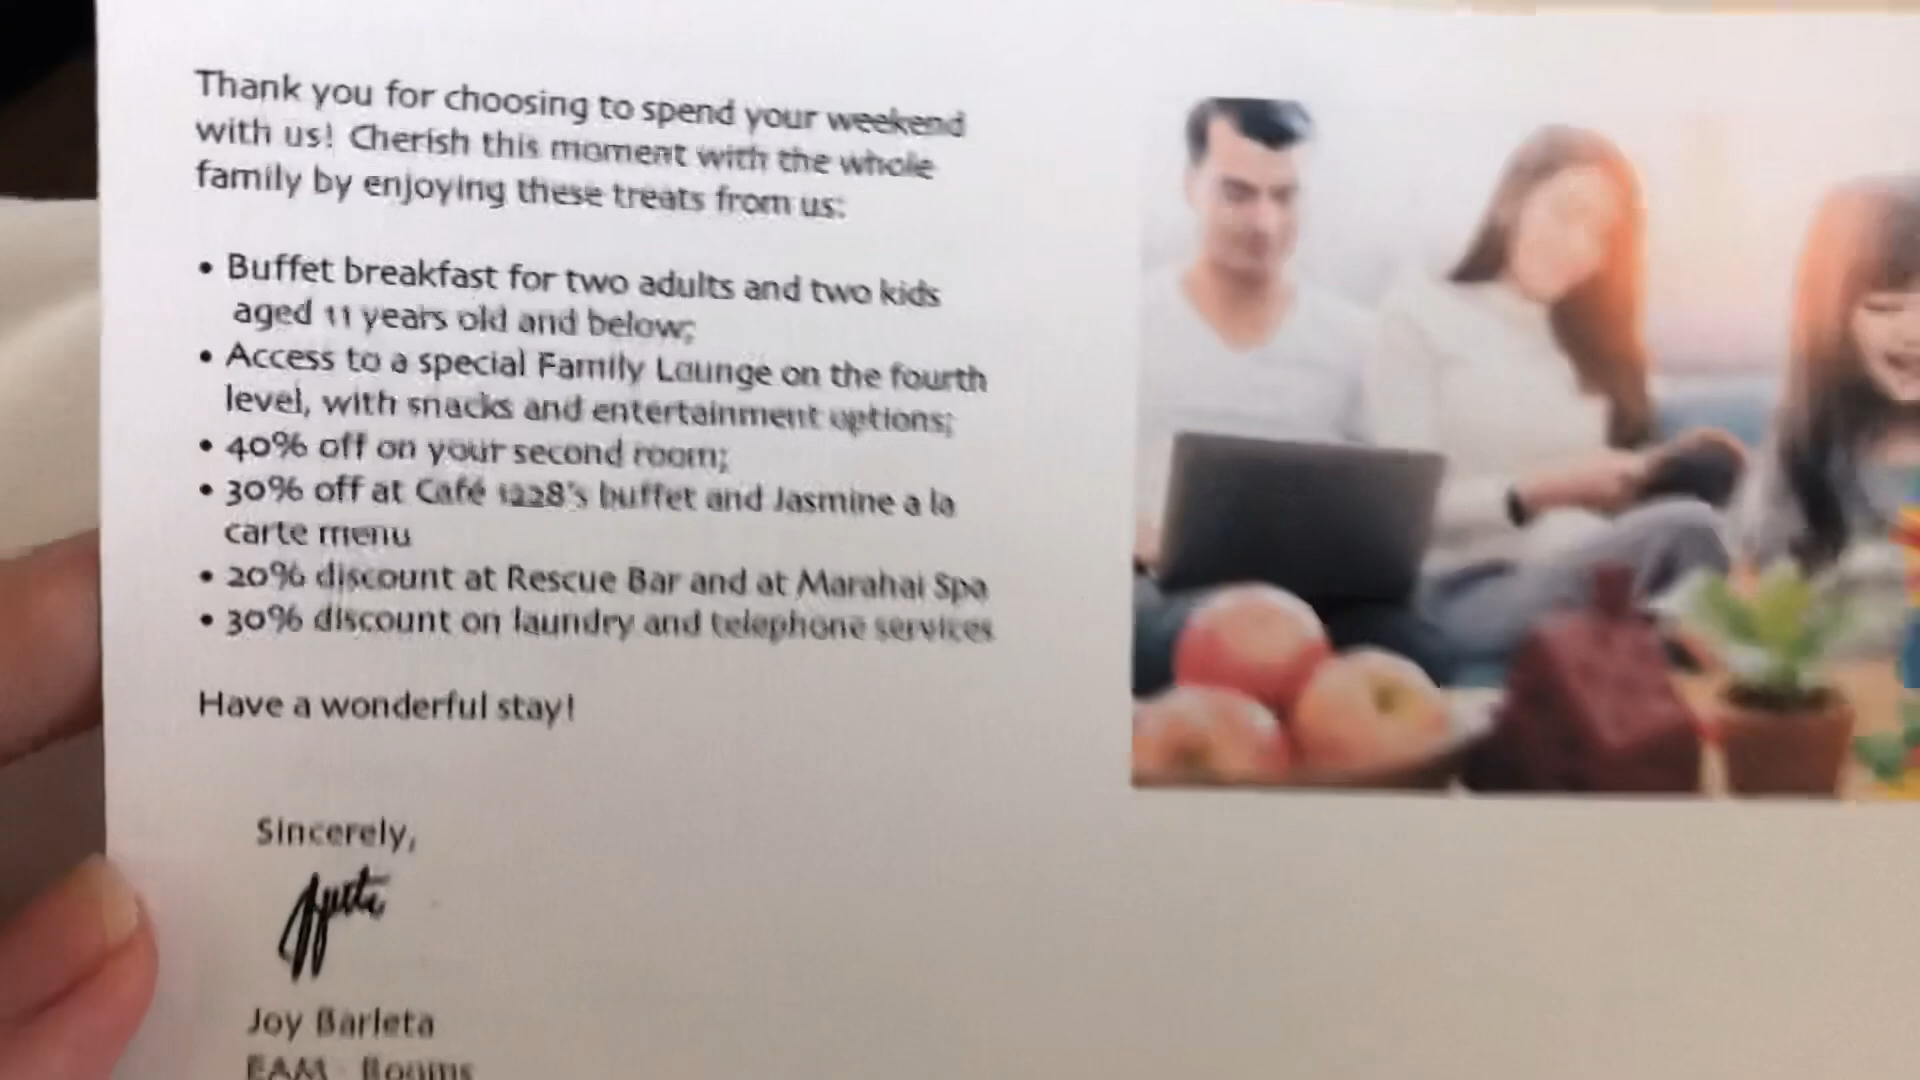 Thank you for choosing to spend your weekend
with us! Cherish this moment with the whole
family by enjoying these treats from us:
• Buffet breakfast for two adults and two kids
aged 11 years old and below;
• Access to a special Family Lounge on the fourth
level, with snacks and entertainment options;
• 40% off on your second room;
• 30% off at Café 1228's buffet and Jasmine a la
carte menu
• 20% discount at Rescue Bar and at Marahai Spa
• 30% discount on laundry and telephone services
Have a wonderful stay!
Sincerely,
Joy Barleta
EAM - Rooms